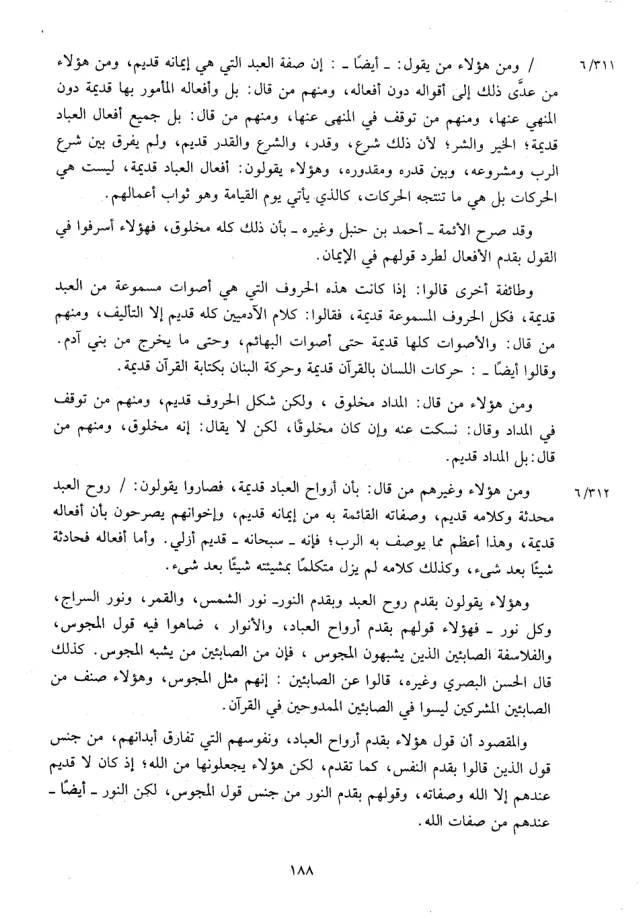 ٦/٣١١ / ومن هؤلاء من يقول: ـ أيضًا ـ : إن صفة العبد التي هي إيمانه قديم، ومن هؤلاء
من عدَّى ذلك إلى أقواله دون أفعاله، ومنهم من قال: بل وأفعاله المأمور بها قديمة دون
المنهي عنها، ومنهم من توقف في المنهى عنها، ومنهم من قال: بل جميع أفعال العباد
قديمة؛ الخير والشر؛ لأن ذلك شرع، وقدر، والشرع والقدر قديم، ولم يفرق بين شرع
الرب ومشروعه، وبين قدره ومقدوره، وهؤلاء يقولون: أفعال العباد قديمة، ليست هي
الحركات بل هي ما تنتجه الحركات، كالذي يأتي يوم القيامة وهو ثواب أعمالهم.
وقد صرح الأئمة ـ أحمد بن حنبل وغيره ـ بأن ذلك كله مخلوق، فهؤلاء أسرفوا في
القول بقدم الأفعال لطرد قولهم في الإيمان.
وطائفة أخرى قالوا: إذا كانت هذه الحروف التي هي أصوات مسموعة من العبد
قديمة، فكل الحروف المسموعة قديمة، فقالوا: كلام الآدميين كله قديم إلا التأليف، ومنهم
من قال: والأصوات كلها قديمة حتى أصوات البهائم، وحتى ما يخرج من بني آدم.
وقالوا أيضًا ـ : حركات اللسان بالقرآن قديمة وحركة البنان بكتابة القرآن قديمة.
ومن هؤلاء من قال: المداد مخلوق ، ولكن شكل الحروف قديم، ومنهم من توقف
في المداد وقال: نسكت عنه وإن كان مخلوقًا، لكن لا يقال: إنه مخلوق، ومنهم من
قال: بل المداد قديم.
٦/٣١٢ ومن هؤلاء وغيرهم من قال: بأن أرواح العباد قديمة، فصاروا يقولون: / روح العبد
محدثة وكلامه قديم، وصفاته القائمة به من إيمانه قديم، وإخوانهم يصرحون بأن أفعاله
قديمة، وهذا أعظم مما يوصف به الرب؛ فإنه ـ سبحانه ـ قديم أزلي. وأما أفعاله فحادثة
شيئًا بعد شىء، وكذلك كلامه لم يزل متكلمًا بمشيئته شيئًا بعد شىء.
وهؤلاء يقولون بقدم روح العبد وبقدم النور ـ نور الشمس، والقمر، ونور السراج،
وكل نور ـ فهؤلاء قولهم بقدم أرواح العباد، والأنوار ، ضاهوا فيه قول المجوس،
والفلاسفة الصابئين الذين يشبهون المجوس ، فإن من الصابئين من يشبه المجوس. كذلك
قال الحسن البصري وغيره، قالوا عن الصابئين : إنهم مثل المجوس، وهؤلاء صنف من
الصابئين المشركين ليسوا في الصابئين الممدوحين في القرآن.
والمقصود أن قول هؤلاء بقدم أرواح العباد، ونفوسهم التي تفارق أبدانهم، من جنس
قول الذين قالوا بقدم النفس، كما تقدم، لكن هؤلاء يجعلونها من الله؛ إذ كان لا قديم
عندهم إلا الله وصفاته، وقولهم بقدم النور من جنس قول المجوس، لكن النور ـ أيضًا ـ
عندهم من صفات الله.
١٨٨